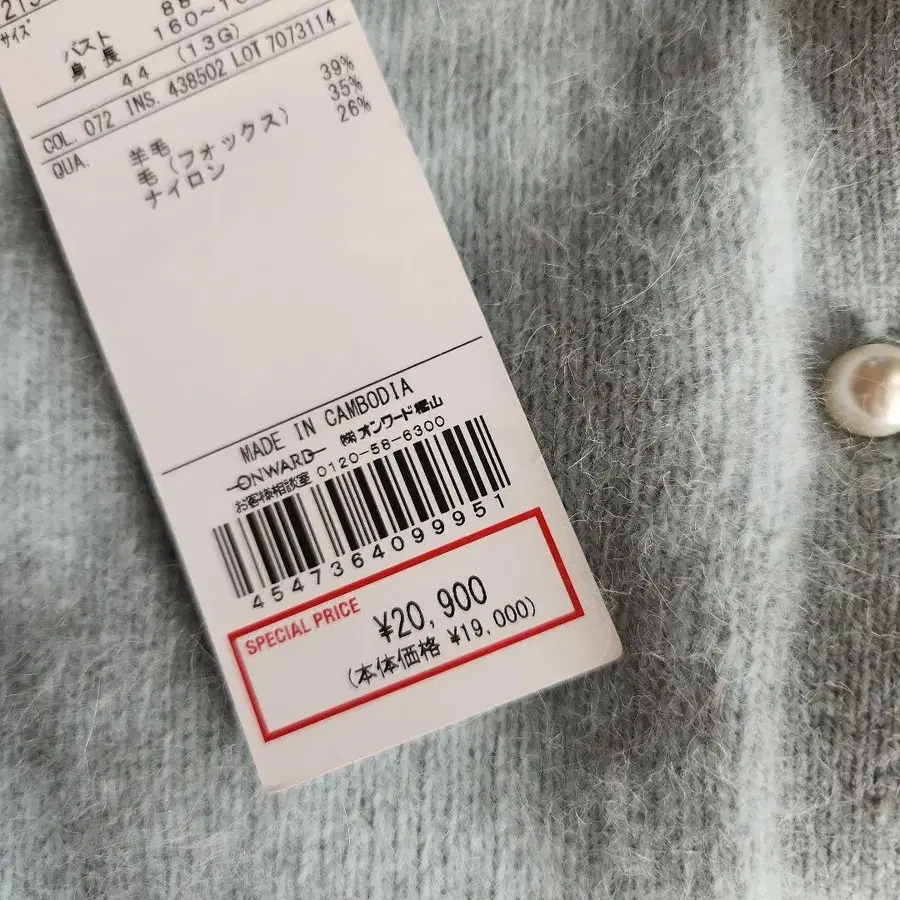 サイズ
バスト 88
身長 160~16
44 (13G)
COL. 072 INS. 438502 LOT 7073114
QUA. 羊毛 39%
毛(フォックス) 35%
ナイロン 26%
MADE IN CAMBODIA
ONWARD ㈱オンワード樫山
お客様相談室 0120-58-6300
4547364099951
SPECIAL PRICE
¥20,900
(本体価格 ¥19,000)